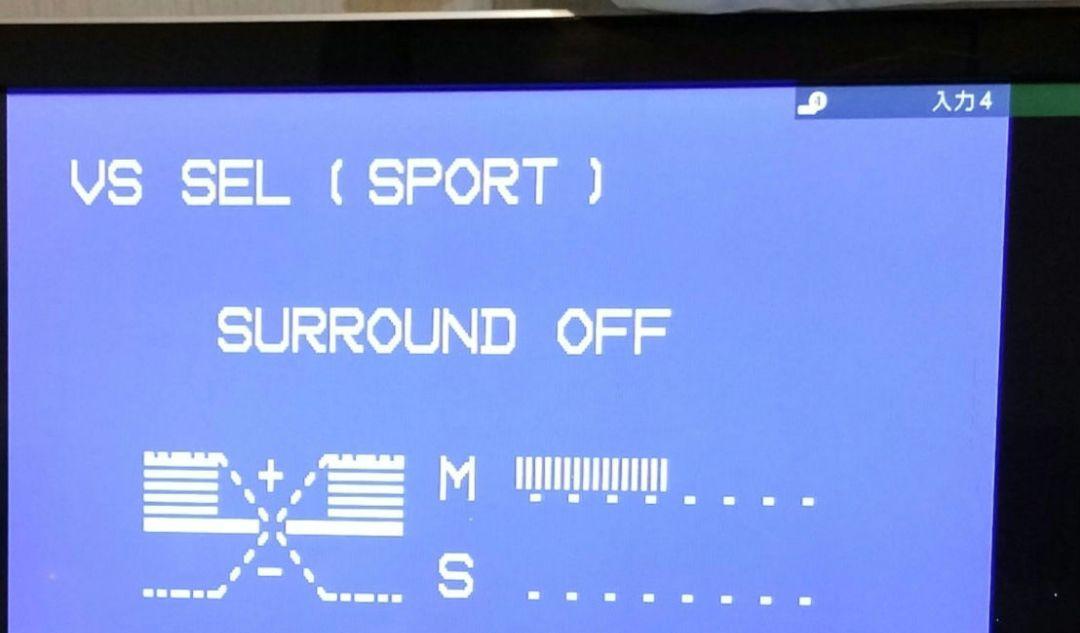 入力4
VS SEL ( SPORT )
SURROUND OFF
+ M
-
S